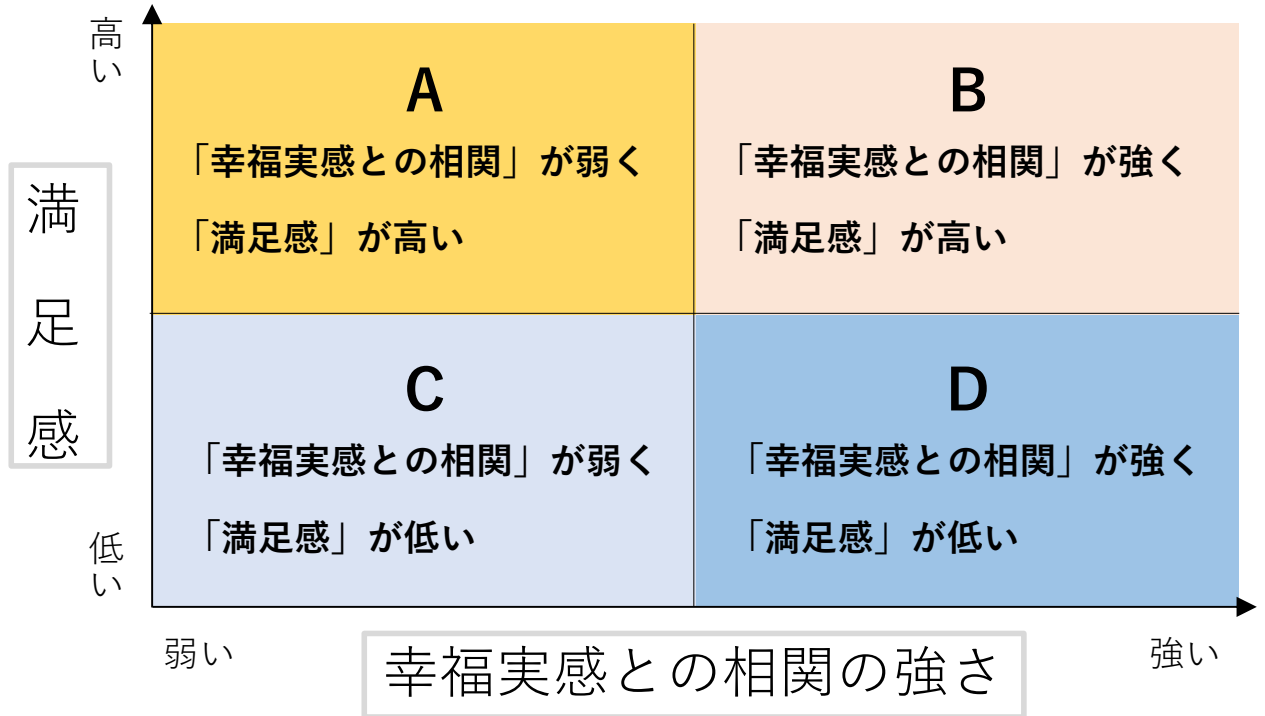 高い
満足感
低い
A
「幸福実感との相関」が弱く
「満足感」が高い
B
「幸福実感との相関」が強く
「満足感」が高い
C
「幸福実感との相関」が弱く
「満足感」が低い
D
「幸福実感との相関」が強く
「満足感」が低い
弱い
幸福実感との相関の強さ
強い